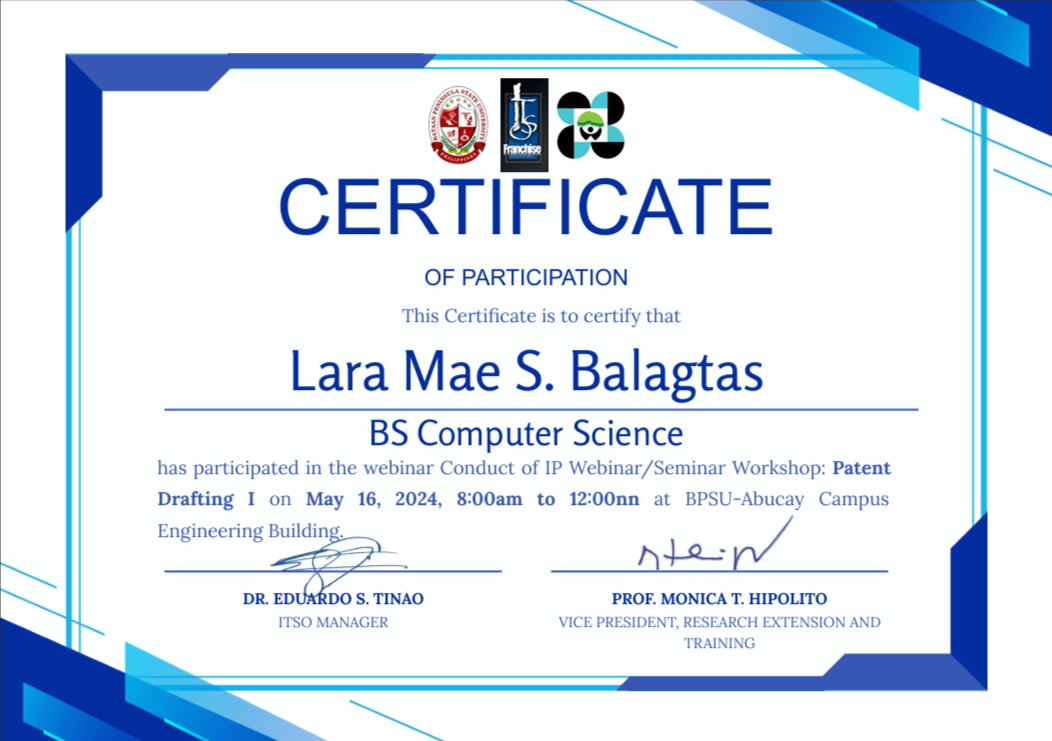 BATAAN PENINSULA STATE UNIVERSITY
PHILIPPINES
ITS
Franchise
CERTIFICATE
OF PARTICIPATION
This Certificate is to certify that
Lara Mae S. Balagtas
BS Computer Science
has participated in the webinar Conduct of IP Webinar/Seminar Workshop: Patent
Drafting I on May 16, 2024, 8:00am to 12:00nn at BPSU-Abucay Campus
Engineering Building.
DR. EDUARDO S. TINAO
PROF. MONICA T. HIPOLITO
ITSO MANAGER
VICE PRESIDENT, RESEARCH EXTENSION AND
TRAINING